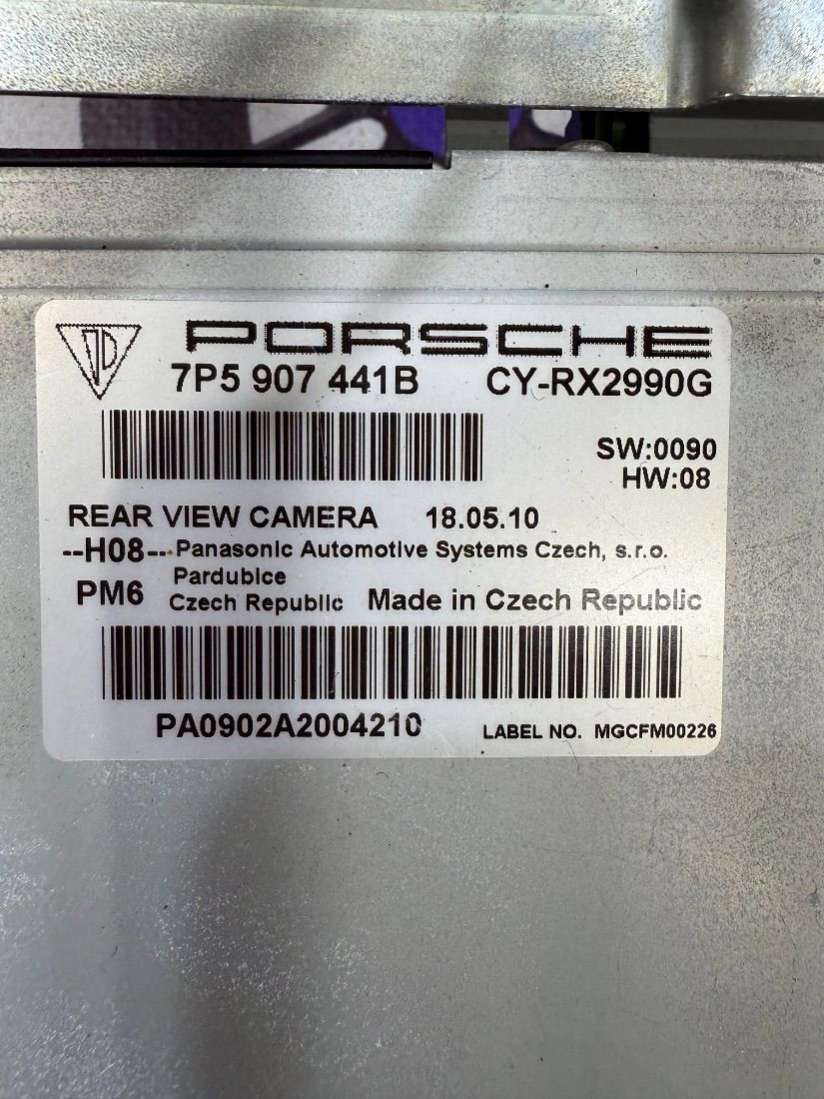 PORSCHE
7P5 907 441B CY-RX2990G
SW:0090
HW:08
REAR VIEW CAMERA 18.05.10
--H08-- Panasonic Automotive Systems Czech, s.r.o.
Pardubice
PM6 Czech Republic Made in Czech Republic
PA0902A2004210 LABEL NO. MGCFM00226